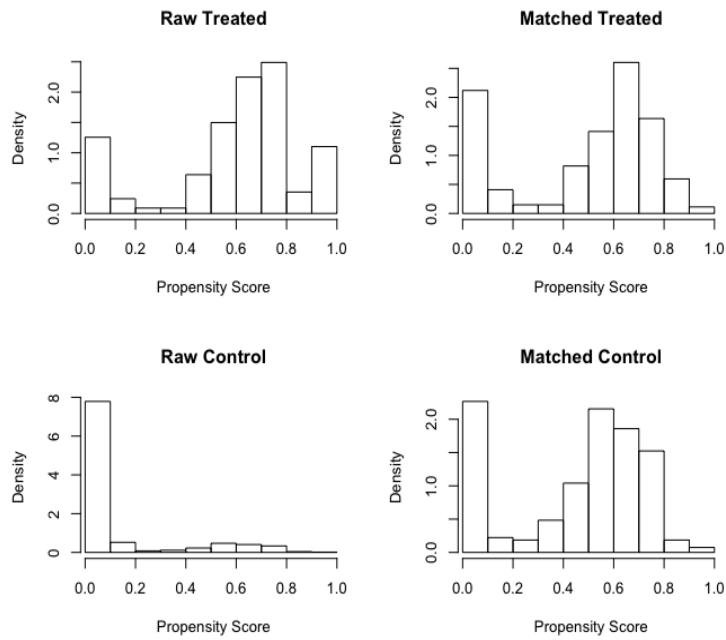 Raw Treated
Density
0.0
1.0
2.0
0.0 0.2 0.4 0.6 0.8 1.0
Propensity Score
Matched Treated
Density
0.0
1.0
2.0
0.0 0.2 0.4 0.6 0.8 1.0
Propensity Score
Raw Control
Density
0
2
4
6
8
0.0 0.2 0.4 0.6 0.8 1.0
Propensity Score
Matched Control
Density
0.0
1.0
2.0
0.0 0.2 0.4 0.6 0.8 1.0
Propensity Score